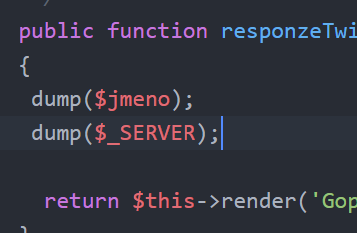 public function responzeTwi
{
dump($jmeno);
dump($_SERVER);
return $this->render('Gop
}